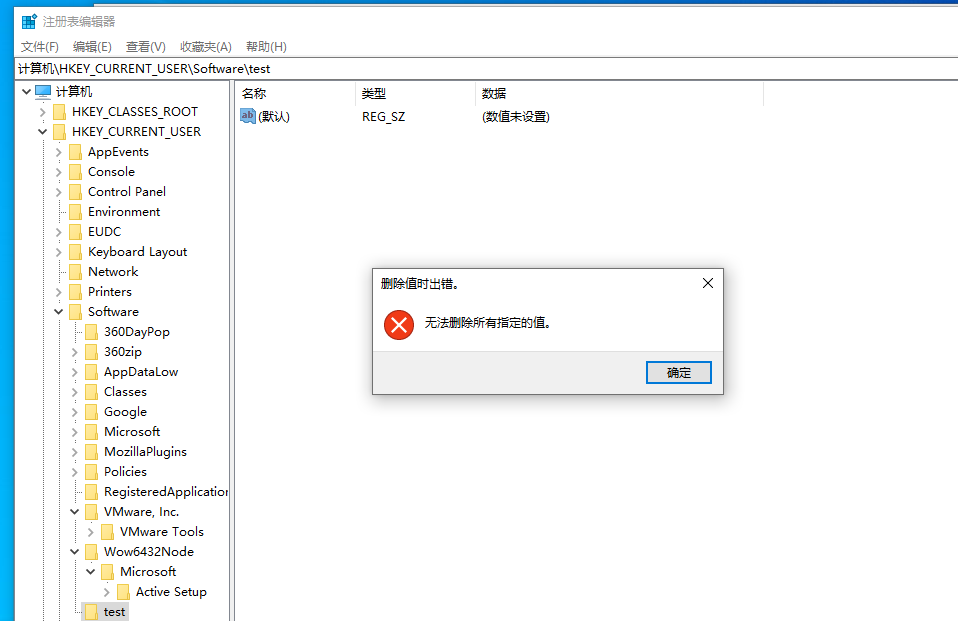 注册表编辑器
文件(F) 编辑(E) 查看(V) 收藏夹(A) 帮助(H)
计算机\HKEY_CURRENT_USER\Software\test
计算机
HKEY_CLASSES_ROOT
HKEY_CURRENT_USER
AppEvents
Console
Control Panel
Environment
EUDC
Keyboard Layout
Network
Printers
Software
360DayPop
360zip
AppDataLow
Classes
Google
Microsoft
MozillaPlugins
Policies
RegisteredApplication
VMware, Inc.
VMware Tools
Wow6432Node
Microsoft
Active Setup
test
名称 类型 数据
ab (默认) REG_SZ (数值未设置)
删除值时出错。
无法删除所有指定的值。
确定